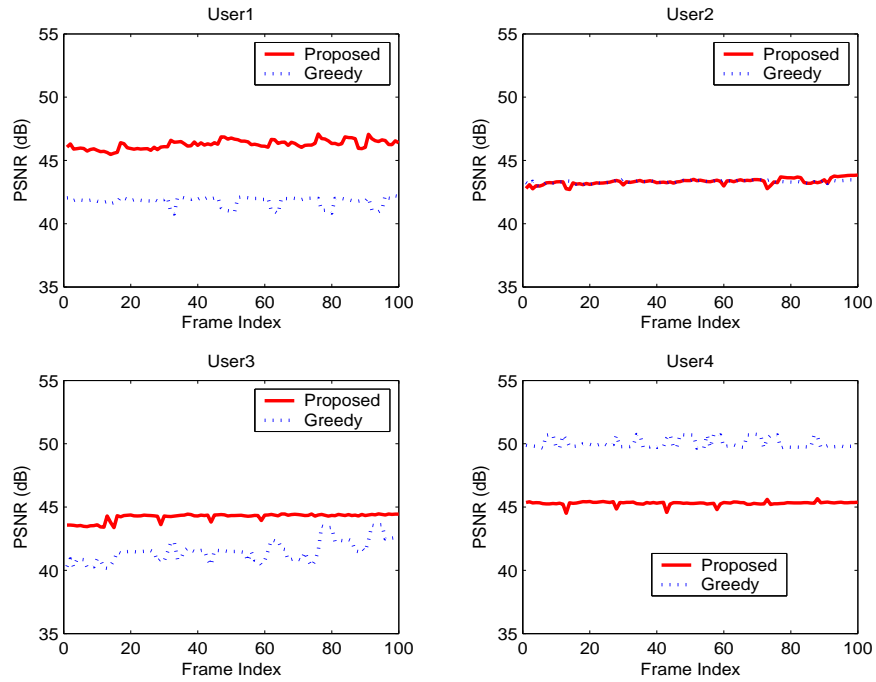 User1
55
50
45
40
35
PSNR (dB)
0 20 40 60 80 100
Frame Index
Proposed
Greedy
User2
55
50
45
40
35
PSNR (dB)
0 20 40 60 80 100
Frame Index
Proposed
Greedy
User3
55
50
45
40
35
PSNR (dB)
0 20 40 60 80 100
Frame Index
Proposed
Greedy
User4
55
50
45
40
35
PSNR (dB)
0 20 40 60 80 100
Frame Index
Proposed
Greedy